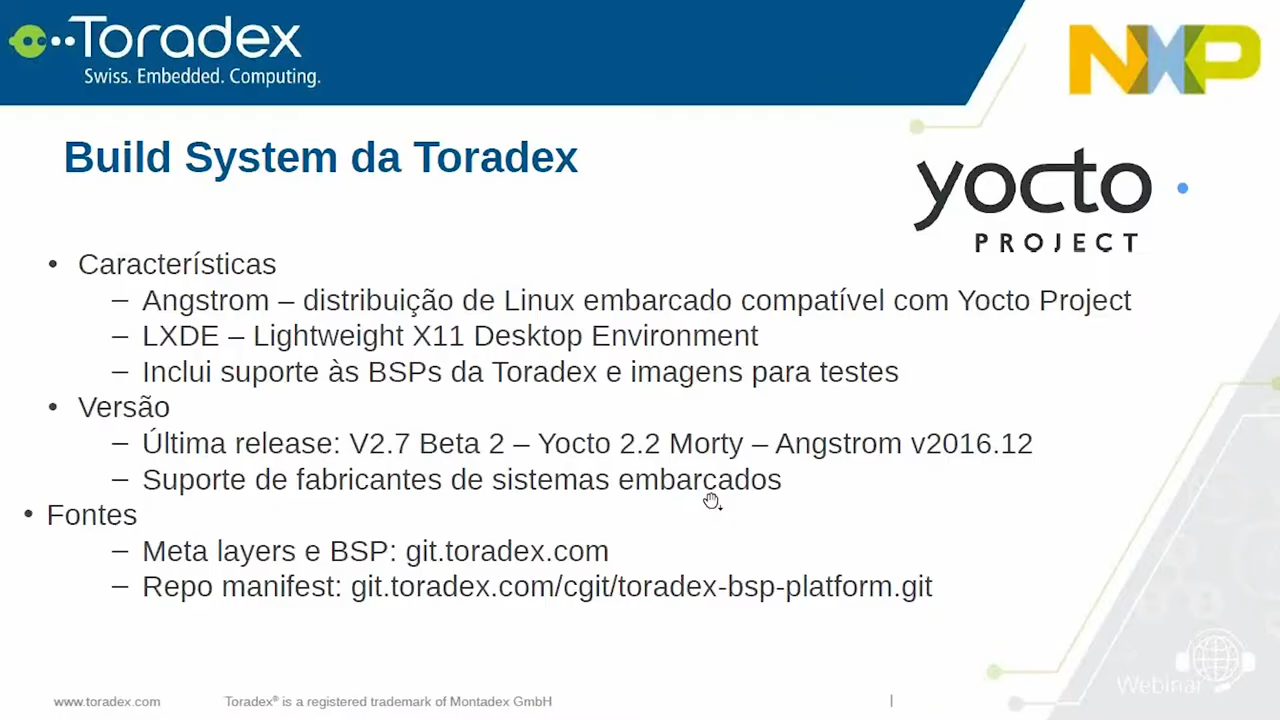 Toradex
Swiss. Embedded. Computing.
NXP
Build System da Toradex
yocto
PROJECT
• Características
– Angstrom – distribuição de Linux embarcado compatível com Yocto Project
– LXDE – Lightweight X11 Desktop Environment
– Inclui suporte às BSPs da Toradex e imagens para testes
• Versão
– Última release: V2.7 Beta 2 – Yocto 2.2 Morty – Angstrom v2016.12
– Suporte de fabricantes de sistemas embarcados
• Fontes
– Meta layers e BSP: git.toradex.com
– Repo manifest: git.toradex.com/cgit/toradex-bsp-platform.git
Webinar
www.toradex.com Toradex® is a registered trademark of Montadex GmbH |